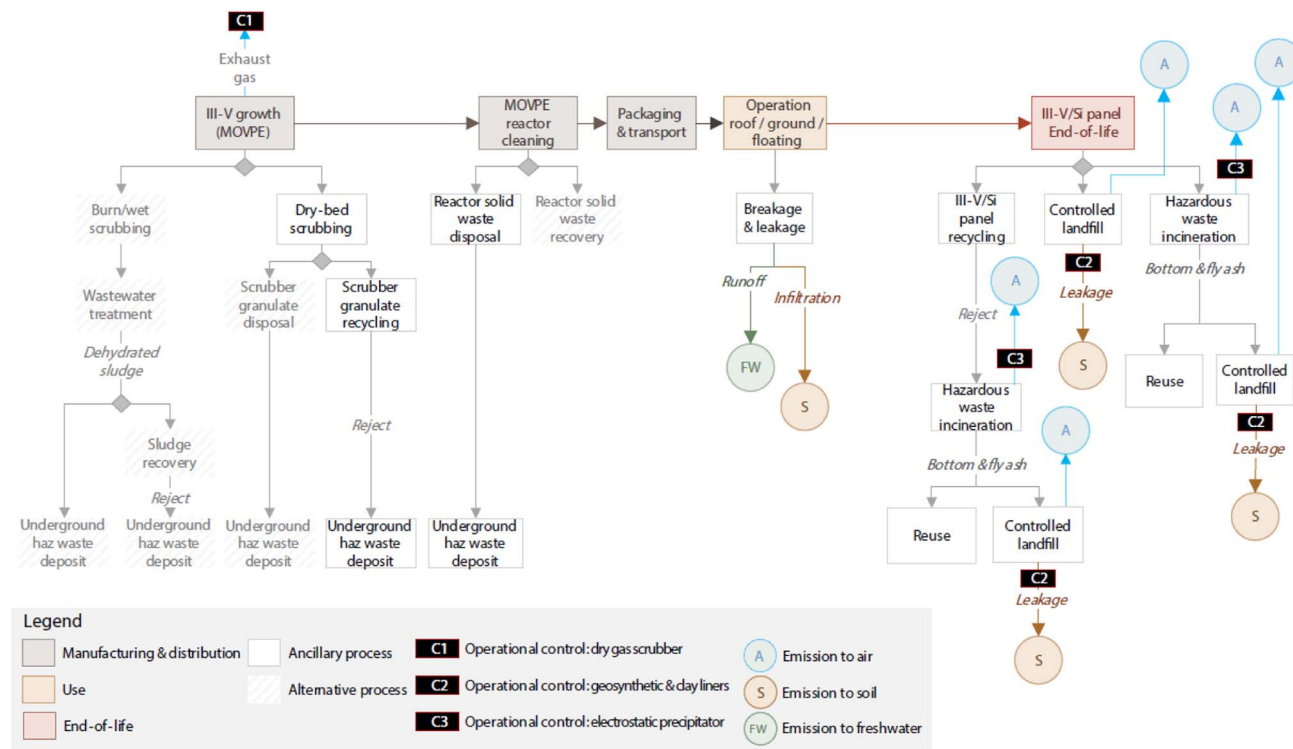 C1
Exhaust
gas
III-V growth
(MOVPE)
MOVPE
reactor
cleaning
Packaging
& transport
Operation
roof / ground /
floating
III-V/Si panel
End-of-life
A
A
A
C3
Burn/wet
scrubbing
Dry-bed
scrubbing
Reactor solid
waste
disposal
Reactor solid
waste
recovery
Breakage
& leakage
III-V/Si
panel
recycling
Controlled
landfill
Hazardous
waste
incineration
Wastewater
treatment
Scrubber
granulate
disposal
Scrubber
granulate
recycling
Runoff
Infiltration
Reject
A
C3
C2
Leakage
Bottom & fly ash
Dehydrated
sludge
FW
S
S
Reuse
Controlled
landfill
C2
Leakage
S
Sludge
recovery
Reject
Reject
Hazardous
waste
incineration
A
Bottom & fly ash
Underground
haz waste
deposit
Underground
haz waste
deposit
Underground
haz waste
deposit
Underground
haz waste
deposit
Underground
haz waste
deposit
Reuse
Controlled
landfill
C2
Leakage
S
Legend
Manufacturing & distribution
Use
End-of-life
Ancillary process
Alternative process
C1 Operational control: dry gas scrubber
C2 Operational control: geosynthetic & clay liners
C3 Operational control: electrostatic precipitator
A Emission to air
S Emission to soil
FW Emission to freshwater